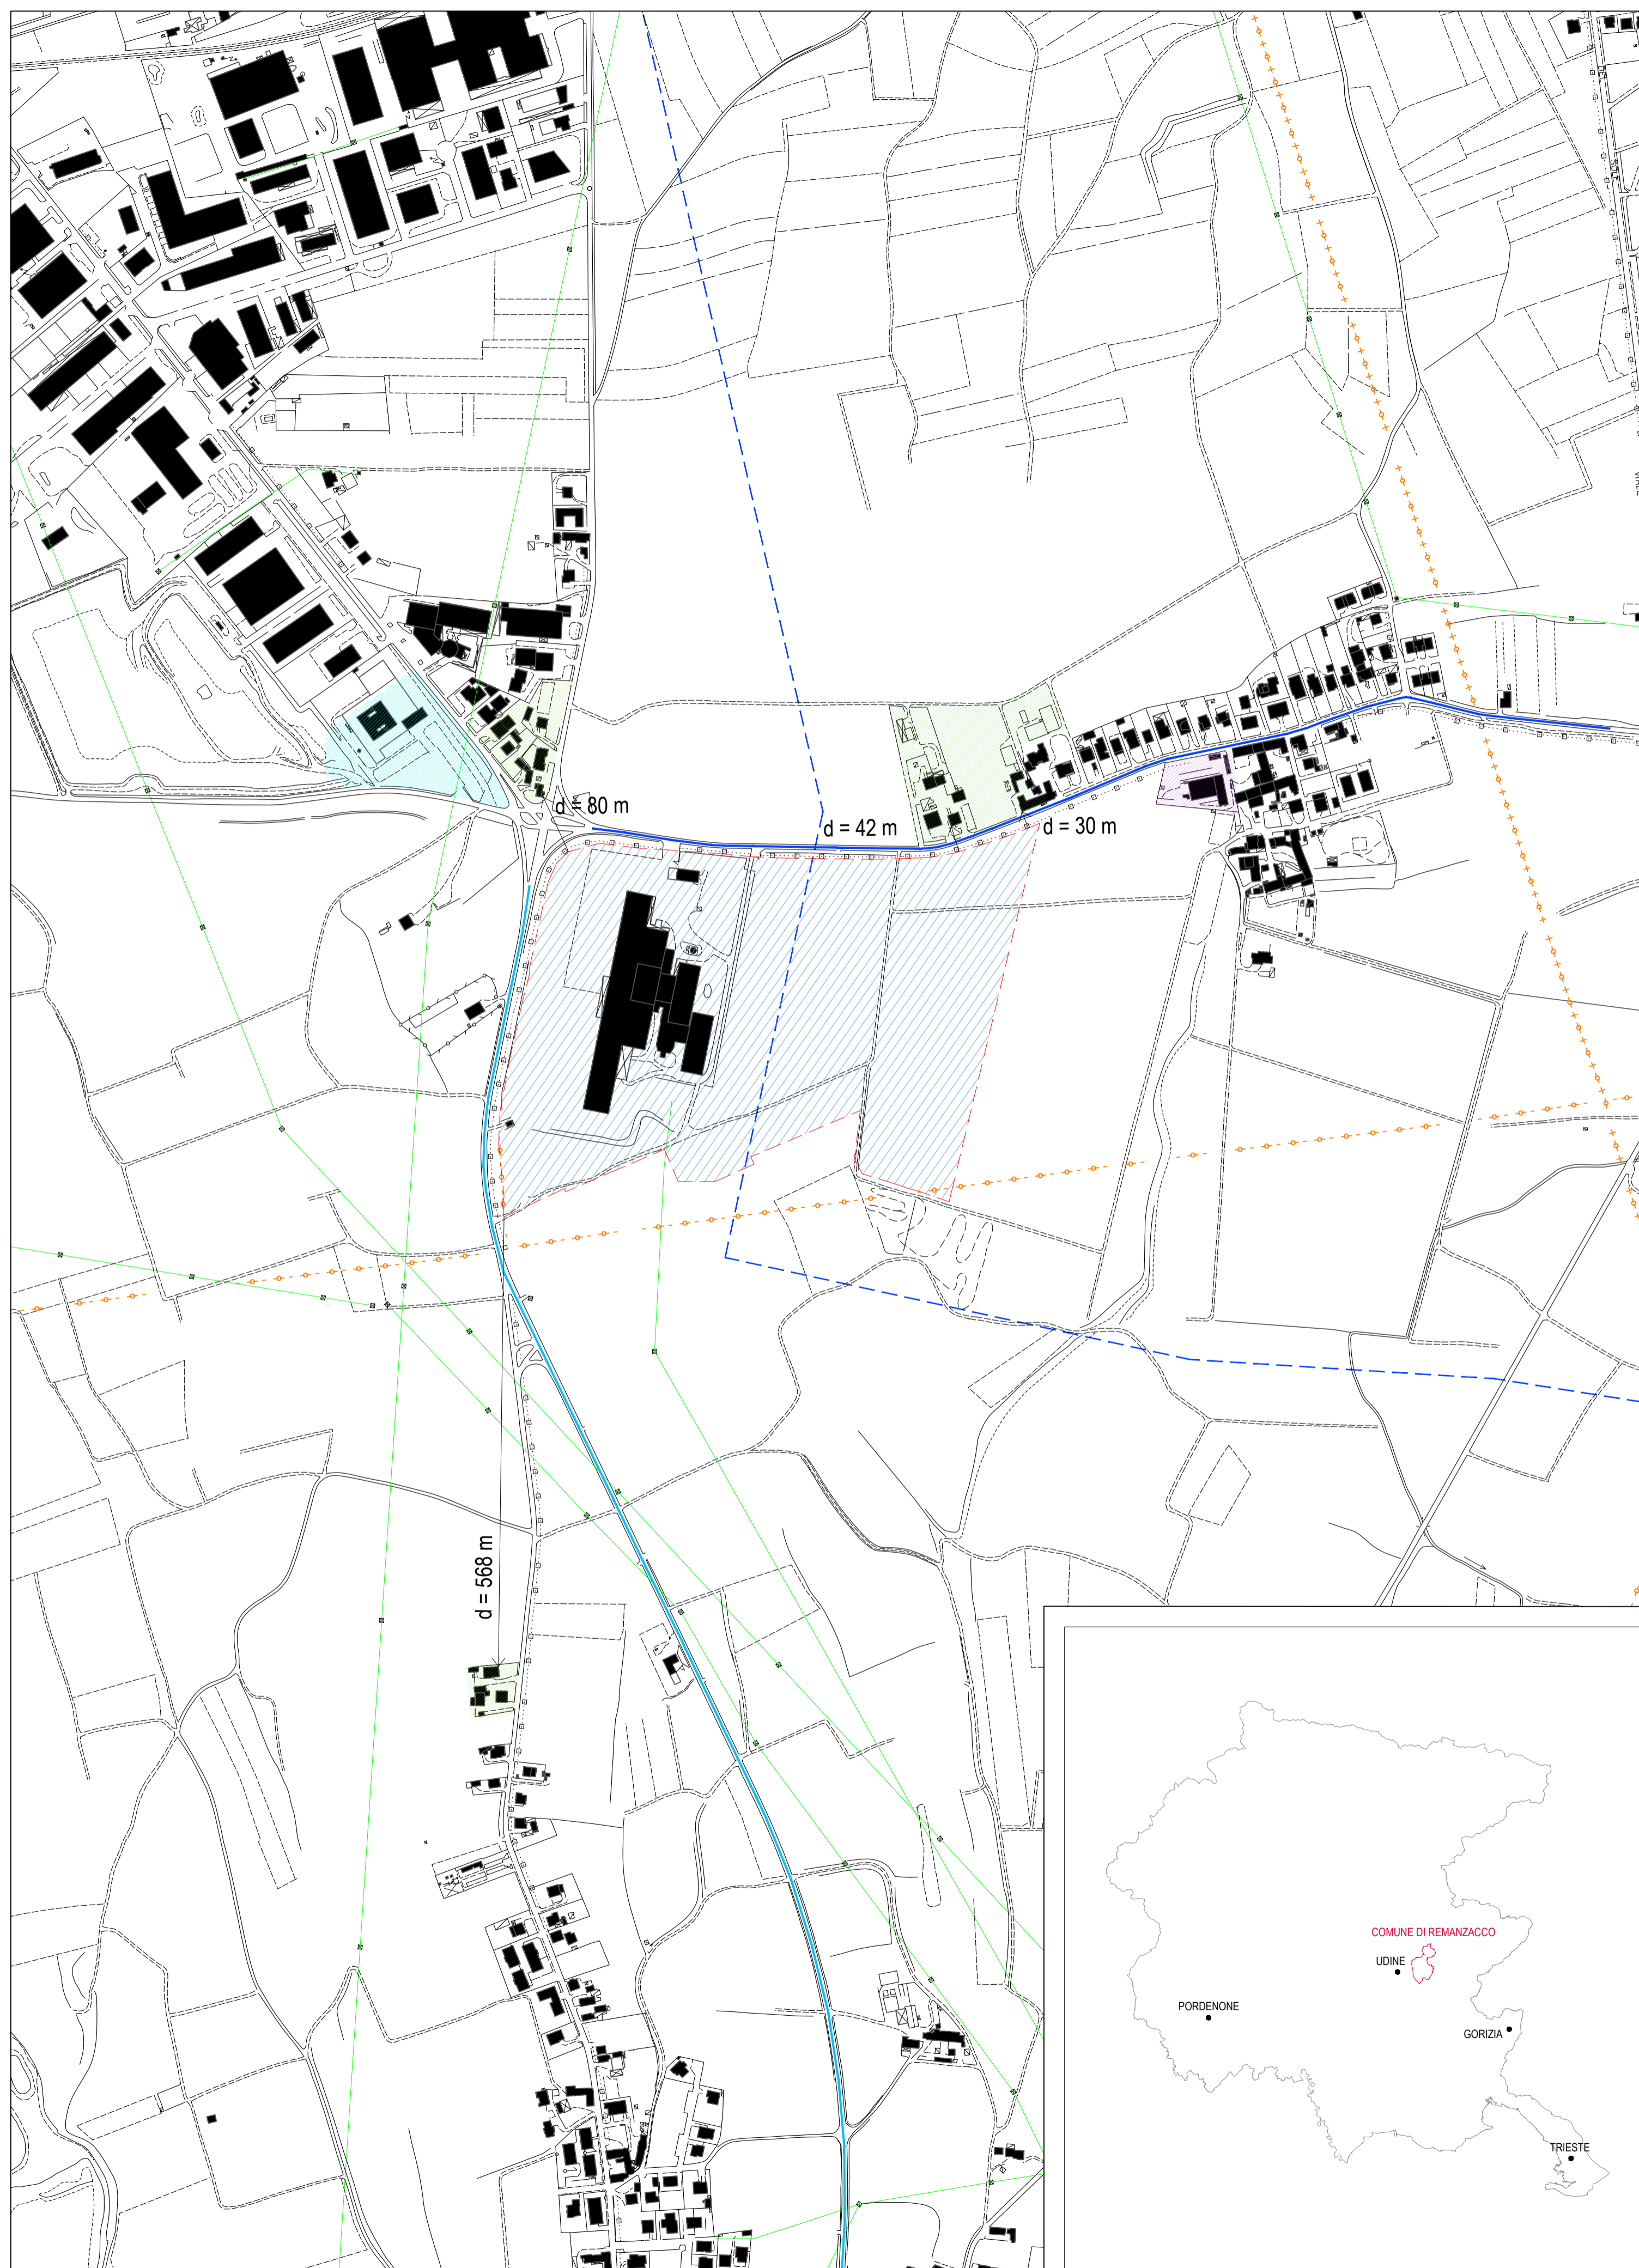 d = 80 m
d = 42 m
d = 30 m
d = 568 m
COMUNE DI REMANZACCO
UDINE
PORDENONE
GORIZIA
TRIESTE